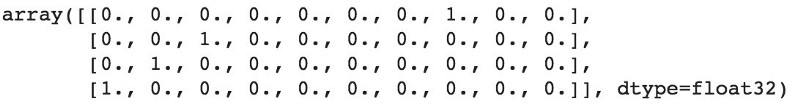 array([[0., 0., 0., 0., 0., 0., 0., 1., 0., 0.],
[0., 0., 1., 0., 0., 0., 0., 0., 0., 0.],
[0., 1., 0., 0., 0., 0., 0., 0., 0., 0.],
[1., 0., 0., 0., 0., 0., 0., 0., 0., 0.]], dtype=float32)